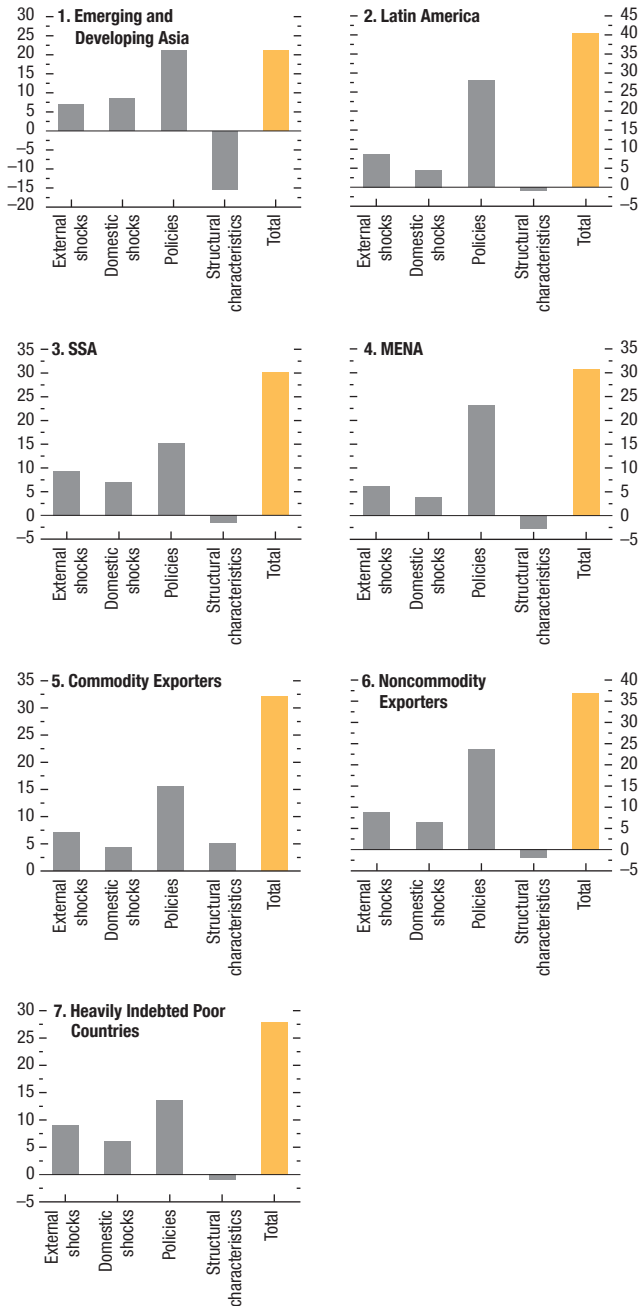 1. Emerging and
Developing Asia
30
25
20
15
10
5
0
–5
–10
–15
–20
External
shocks
Domestic
shocks
Policies
Structural
characteristics
Total
2. Latin America
45
40
35
30
25
20
15
10
5
0
–5
External
shocks
Domestic
shocks
Policies
Structural
characteristics
Total
3. SSA
35
30
25
20
15
10
5
0
–5
External
shocks
Domestic
shocks
Policies
Structural
characteristics
Total
4. MENA
35
30
25
20
15
10
5
0
–5
External
shocks
Domestic
shocks
Policies
Structural
characteristics
Total
5. Commodity Exporters
35
30
25
20
15
10
5
0
External
shocks
Domestic
shocks
Policies
Structural
characteristics
Total
6. Noncommodity
Exporters
40
35
30
25
20
15
10
5
0
–5
External
shocks
Domestic
shocks
Policies
Structural
characteristics
Total
7. Heavily Indebted Poor
Countries
30
25
20
15
10
5
0
–5
External
shocks
Domestic
shocks
Policies
Structural
characteristics
Total